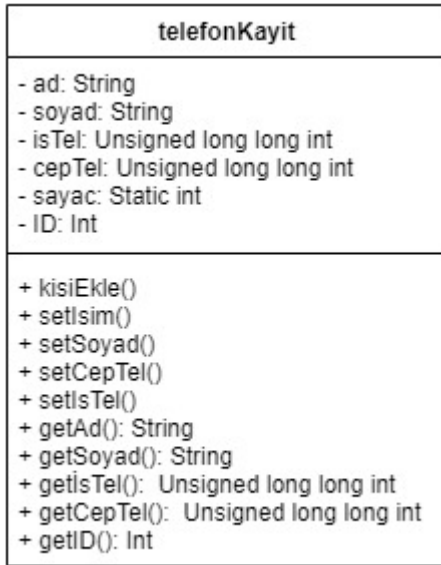 telefonKayit
- ad: String
- soyad: String
- isTel: Unsigned long long int
- cepTel: Unsigned long long int
- sayac: Static int
- ID: Int
+ kisiEkle()
+ setIsim()
+ setSoyad()
+ setCepTel()
+ setIsTel()
+ getAd(): String
+ getSoyad(): String
+ getİsTel():  Unsigned long long int
+ getCepTel():  Unsigned long long int
+ getID(): Int